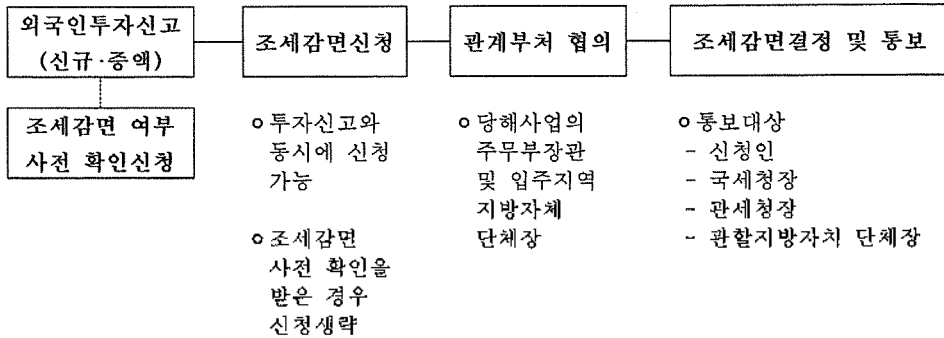 외국인투자신고
(신규·증액)
조세감면신청
관계부처 협의
조세감면결정 및 통보
조세감면 여부
사전 확인신청
o 투자신고와
동시에 신청
가능
o 조세감면
사전 확인을
받은 경우
신청생략
o 당해사업의
주무부장관
및 입주지역
지방자체
단체장
o 통보대상
- 신청인
- 국세청장
- 관세청장
- 관할지방자치 단체장